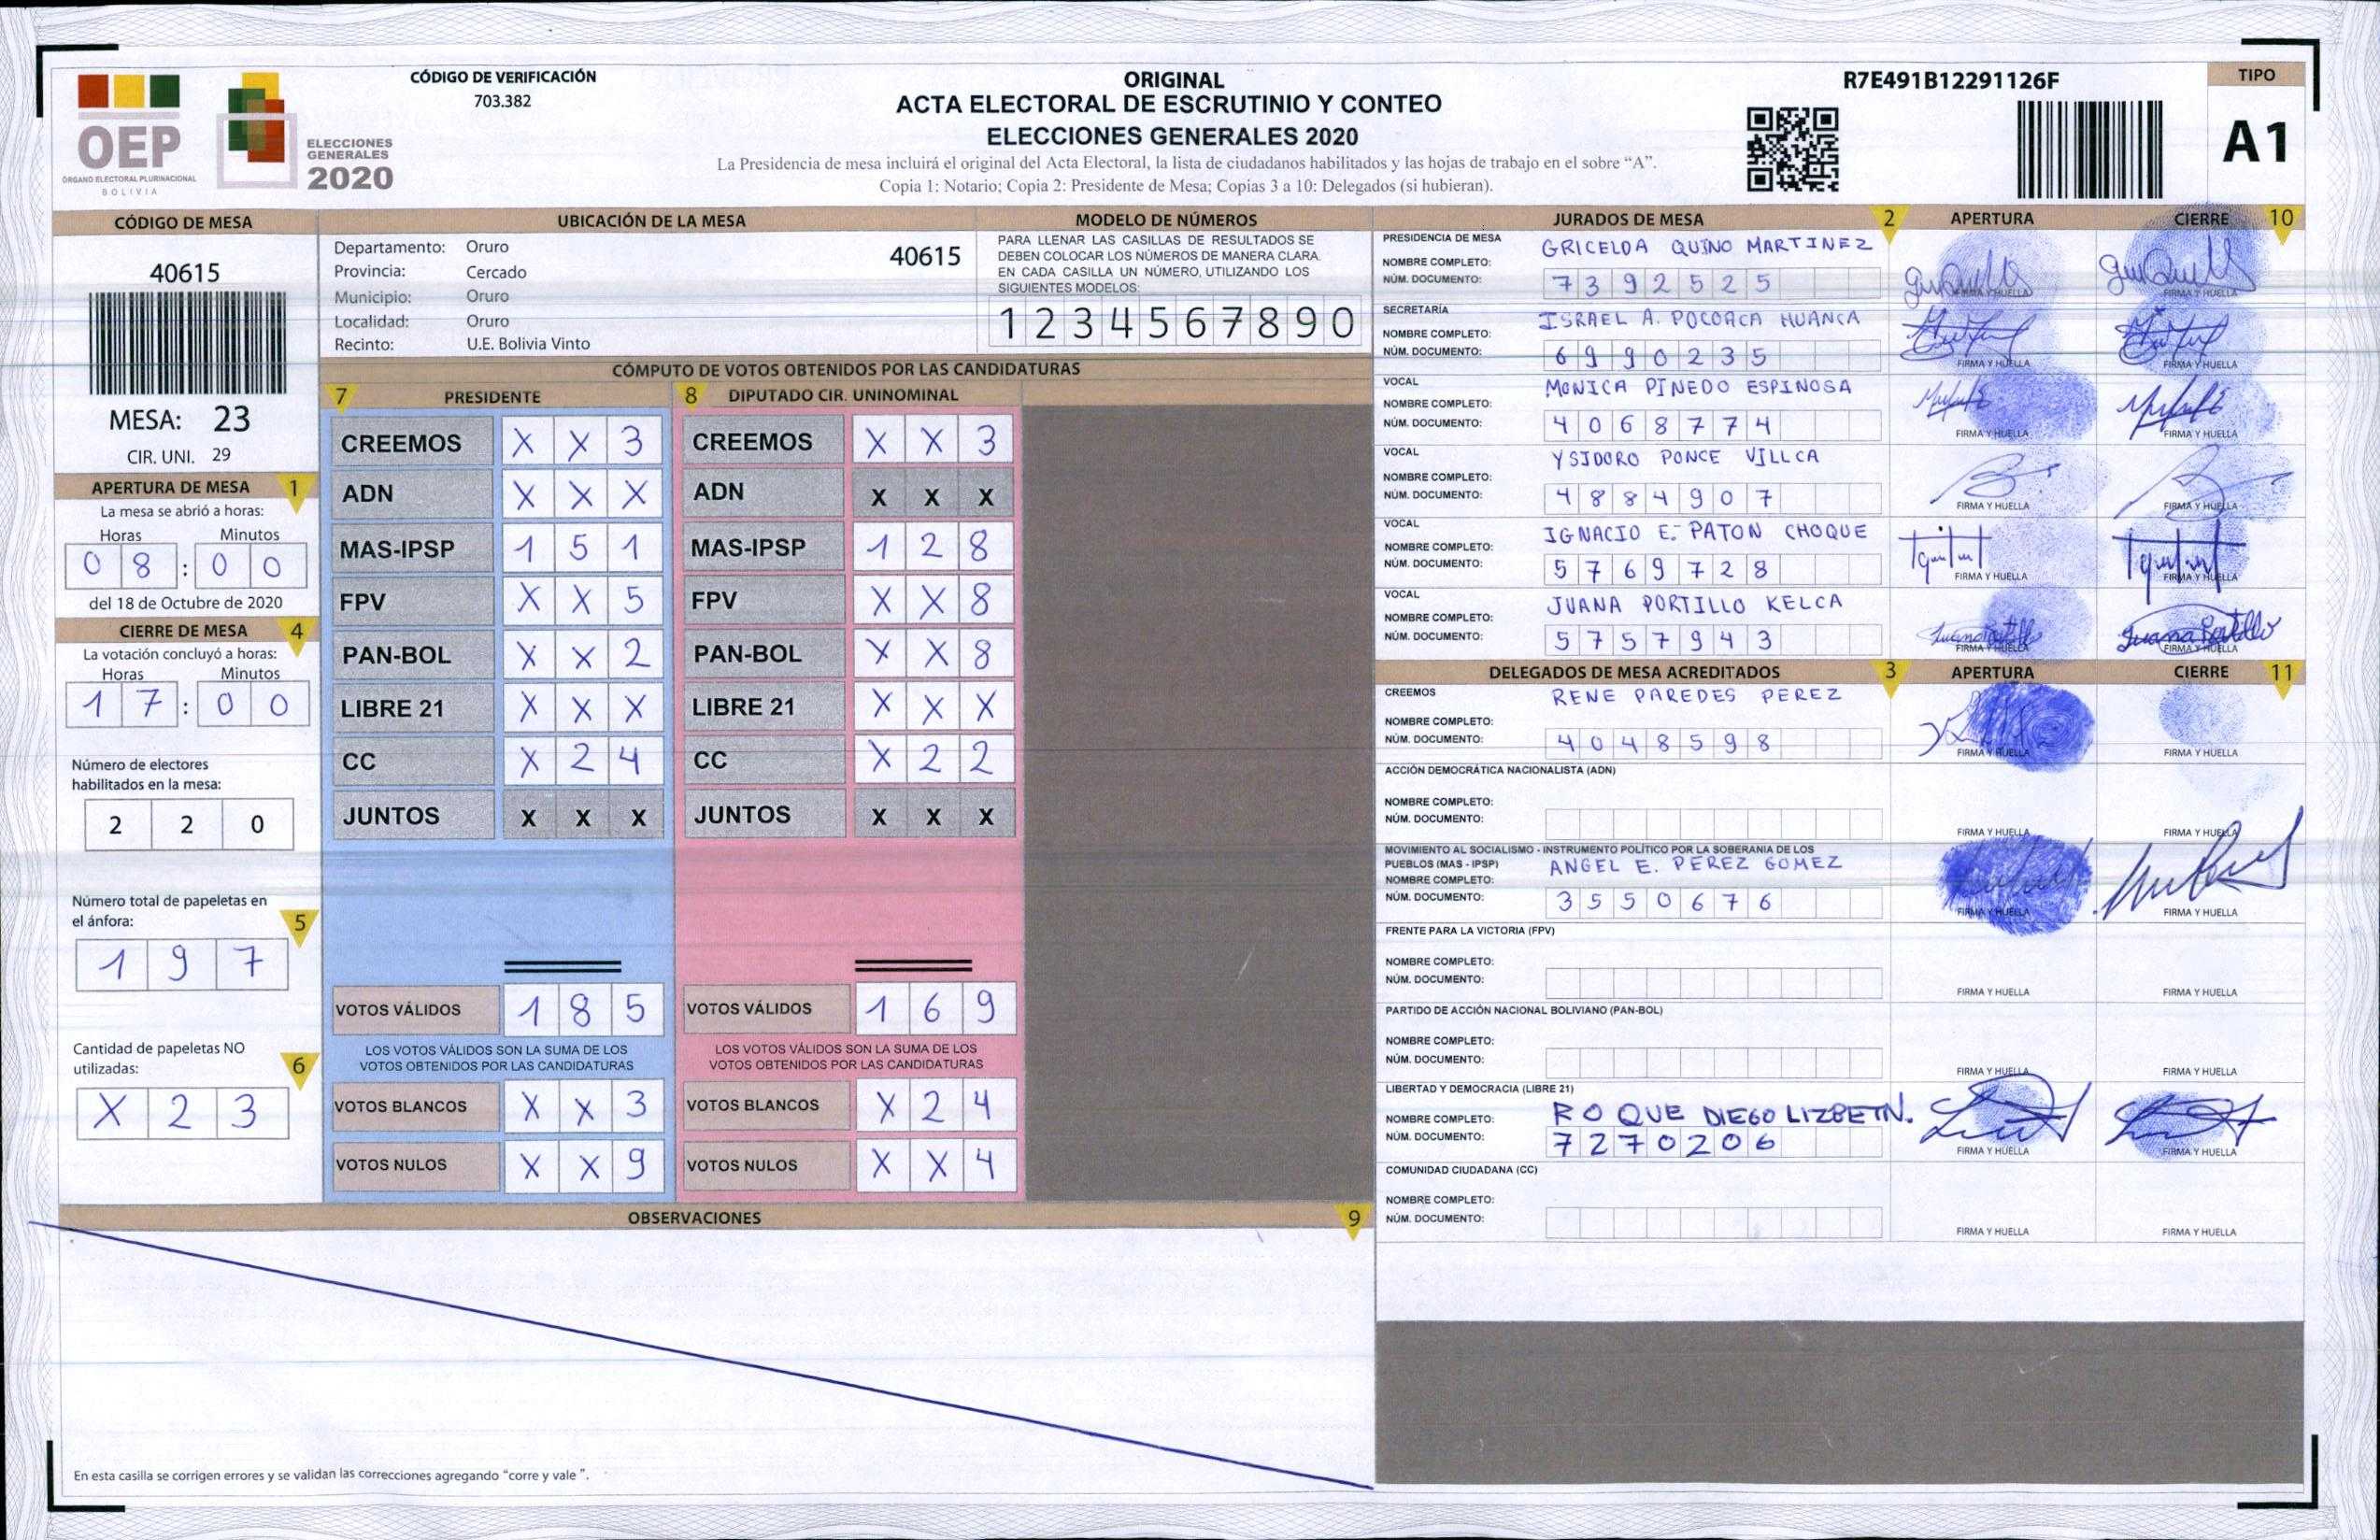 OEP
ÓRGANO ELECTORAL PLURINACIONAL
BOLIVIA
ELECCIONES
GENERALES
2020
CÓDIGO DE VERIFICACIÓN
703.382
ORIGINAL
ACTA ELECTORAL DE ESCRUTINIO Y CONTEO
ELECCIONES GENERALES 2020
La Presidencia de mesa incluirá el original del Acta Electoral, la lista de ciudadanos habilitados y las hojas de trabajo en el sobre “A”.
Copia 1: Notario; Copia 2: Presidente de Mesa; Copias 3 a 10: Delegados (si hubieran).
R7E491B12291126F
TIPO
A1
CÓDIGO DE MESA
40615
MESA: 23
CIR. UNI. 29
APERTURA DE MESA 1
La mesa se abrió a horas:
Horas Minutos
0 8 : 0 0
del 18 de Octubre de 2020
CIERRE DE MESA 4
La votación concluyó a horas:
Horas Minutos
1 7 : 0 0
Número de electores
habilitados en la mesa:
2 2 0
Número total de papeletas en
el ánfora: 5
1 9 7
Cantidad de papeletas NO
utilizadas: 6
X 2 3
UBICACIÓN DE LA MESA
Departamento: Oruro 40615
Provincia: Cercado
Municipio: Oruro
Localidad: Oruro
Recinto: U.E. Bolivia Vinto
MODELO DE NÚMEROS
PARA LLENAR LAS CASILLAS DE RESULTADOS SE
DEBEN COLOCAR LOS NÚMEROS DE MANERA CLARA.
EN CADA CASILLA UN NÚMERO, UTILIZANDO LOS
SIGUIENTES MODELOS:
1 2 3 4 5 6 7 8 9 0
CÓMPUTO DE VOTOS OBTENIDOS POR LAS CANDIDATURAS
7 PRESIDENTE
CREEMOS X X 3
ADN X X X
MAS-IPSP 1 5 1
FPV X X 5
PAN-BOL X X 2
LIBRE 21 X X X
CC X 2 4
JUNTOS X X X
VOTOS VÁLIDOS 1 8 5
LOS VOTOS VÁLIDOS SON LA SUMA DE LOS
VOTOS OBTENIDOS POR LAS CANDIDATURAS
VOTOS BLANCOS X X 3
VOTOS NULOS X X 9
8 DIPUTADO CIR. UNINOMINAL
CREEMOS X X 3
ADN X X X
MAS-IPSP 1 2 8
FPV X X 8
PAN-BOL X X 8
LIBRE 21 X X X
CC X 2 2
JUNTOS X X X
VOTOS VÁLIDOS 1 6 9
LOS VOTOS VÁLIDOS SON LA SUMA DE LOS
VOTOS OBTENIDOS POR LAS CANDIDATURAS
VOTOS BLANCOS X 2 4
VOTOS NULOS X X 4
OBSERVACIONES 9
En esta casilla se corrigen errores y se validan las correcciones agregando “corre y vale ”.
JURADOS DE MESA 2 APERTURA CIERRE 10
PRESIDENCIA DE MESA
NOMBRE COMPLETO: GRICELDA QUINO MARTINEZ
NÚM. DOCUMENTO: 7392525
FIRMA Y HUELLA FIRMA Y HUELLA
SECRETARÍA
NOMBRE COMPLETO: ISRAEL A. POCOACA HUANCA
NÚM. DOCUMENTO: 6990235
FIRMA Y HUELLA FIRMA Y HUELLA
VOCAL
NOMBRE COMPLETO: MONICA PINEDO ESPINOSA
NÚM. DOCUMENTO: 4068774
FIRMA Y HUELLA FIRMA Y HUELLA
VOCAL
NOMBRE COMPLETO: YSIDORO PONCE VILLCA
NÚM. DOCUMENTO: 4884907
FIRMA Y HUELLA FIRMA Y HUELLA
VOCAL
NOMBRE COMPLETO: IGNACIO E. PATON CHOQUE
NÚM. DOCUMENTO: 5769728
FIRMA Y HUELLA FIRMA Y HUELLA
VOCAL
NOMBRE COMPLETO: JUANA PORTILLO KELCA
NÚM. DOCUMENTO: 5757943
Juana Portillo Juana Portillo
FIRMA Y HUELLA FIRMA Y HUELLA
DELEGADOS DE MESA ACREDITADOS 3 APERTURA CIERRE 11
CREEMOS
NOMBRE COMPLETO: RENE PAREDES PEREZ
NÚM. DOCUMENTO: 4048598
FIRMA Y HUELLA FIRMA Y HUELLA
ACCIÓN DEMOCRÁTICA NACIONALISTA (ADN)
NOMBRE COMPLETO:
NÚM. DOCUMENTO:
FIRMA Y HUELLA FIRMA Y HUELLA
MOVIMIENTO AL SOCIALISMO - INSTRUMENTO POLÍTICO POR LA SOBERANIA DE LOS
PUEBLOS (MAS - IPSP) ANGEL E. PEREZ GOMEZ
NOMBRE COMPLETO:
NÚM. DOCUMENTO: 3550676
FIRMA Y HUELLA FIRMA Y HUELLA
FRENTE PARA LA VICTORIA (FPV)
NOMBRE COMPLETO:
NÚM. DOCUMENTO:
FIRMA Y HUELLA FIRMA Y HUELLA
PARTIDO DE ACCIÓN NACIONAL BOLIVIANO (PAN-BOL)
NOMBRE COMPLETO:
NÚM. DOCUMENTO:
FIRMA Y HUELLA FIRMA Y HUELLA
LIBERTAD Y DEMOCRACIA (LIBRE 21)
NOMBRE COMPLETO: ROQUE DIEGO LIZBETN.
NÚM. DOCUMENTO: 7270206
FIRMA Y HUELLA FIRMA Y HUELLA
COMUNIDAD CIUDADANA (CC)
NOMBRE COMPLETO:
NÚM. DOCUMENTO:
FIRMA Y HUELLA FIRMA Y HUELLA